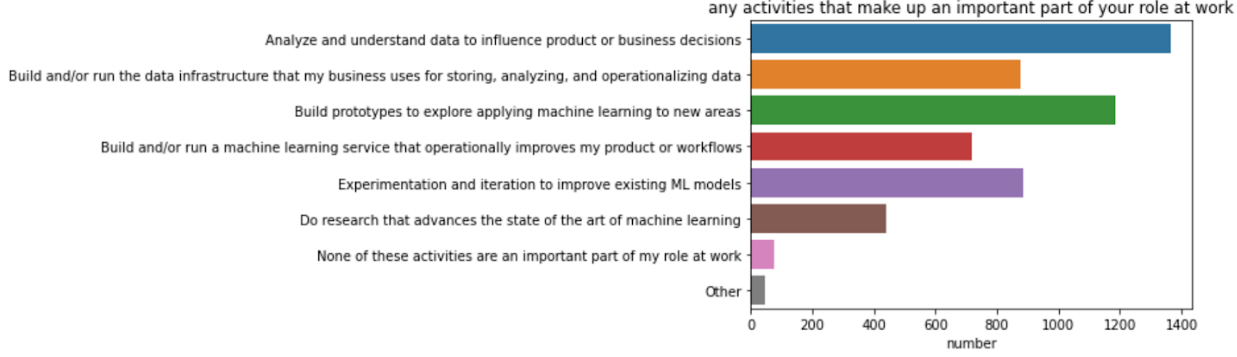 any activities that make up an important part of your role at work
Analyze and understand data to influence product or business decisions
Build and/or run the data infrastructure that my business uses for storing, analyzing, and operationalizing data
Build prototypes to explore applying machine learning to new areas
Build and/or run a machine learning service that operationally improves my product or workflows
Experimentation and iteration to improve existing ML models
Do research that advances the state of the art of machine learning
None of these activities are an important part of my role at work
Other
0 200 400 600 800 1000 1200 1400
number